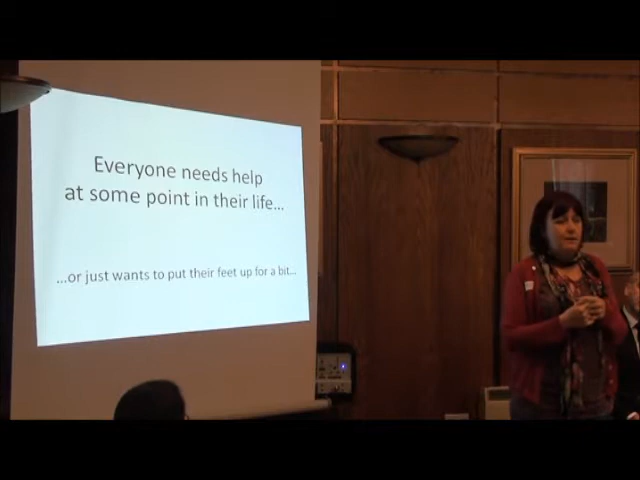 Everyone needs help
at some point in their life...
...or just wants to put their feet up for a bit...